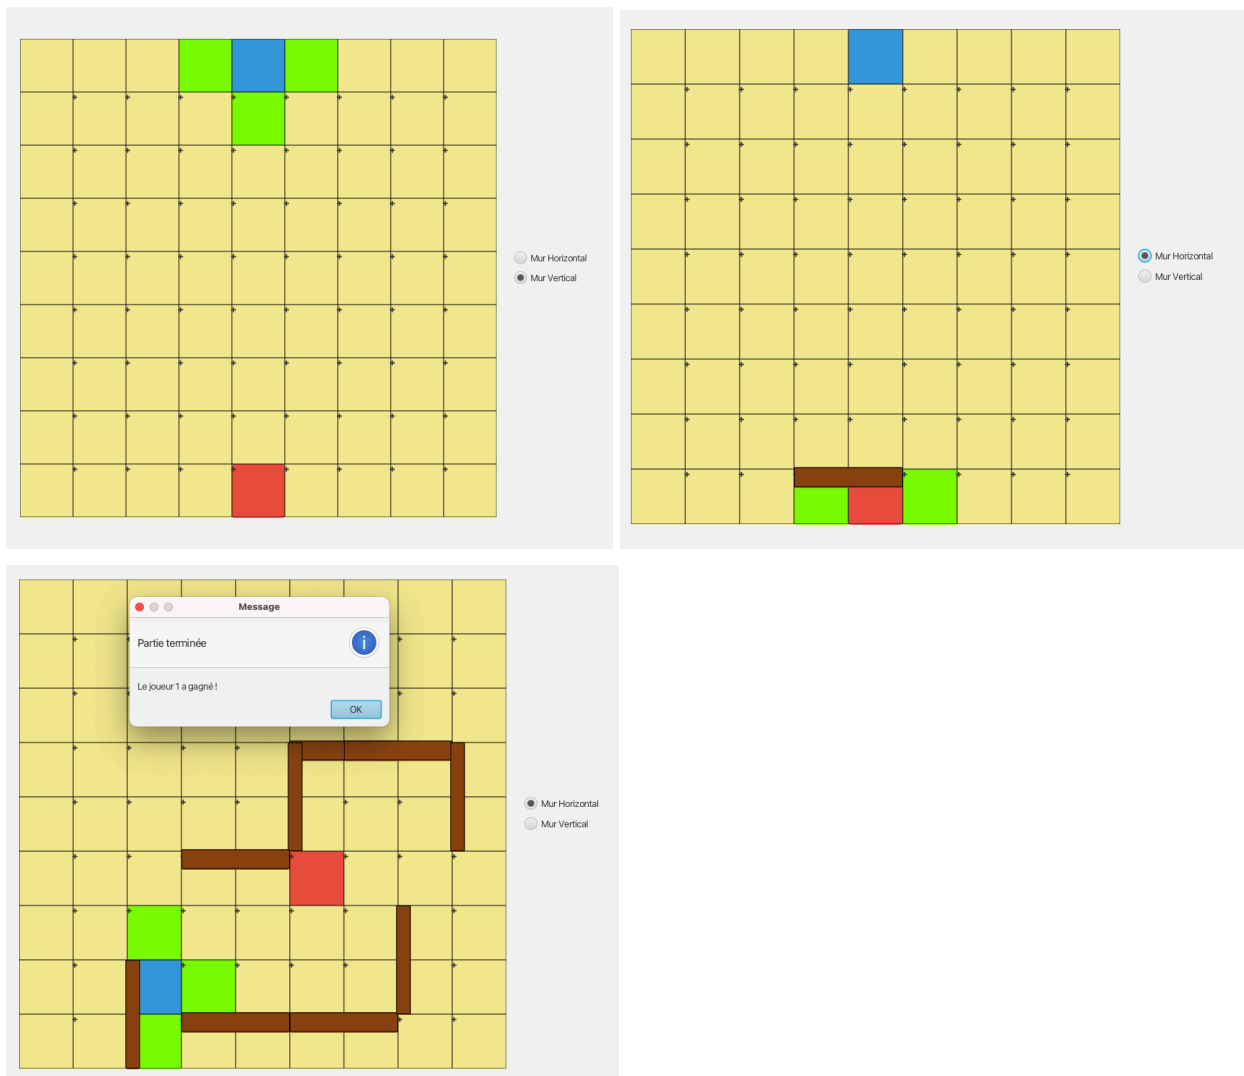 Mur Horizontal
Mur Vertical
Mur Horizontal
Mur Vertical
Message
Partie terminée
Le joueur 1 a gagné !
OK
Mur Horizontal
Mur Vertical